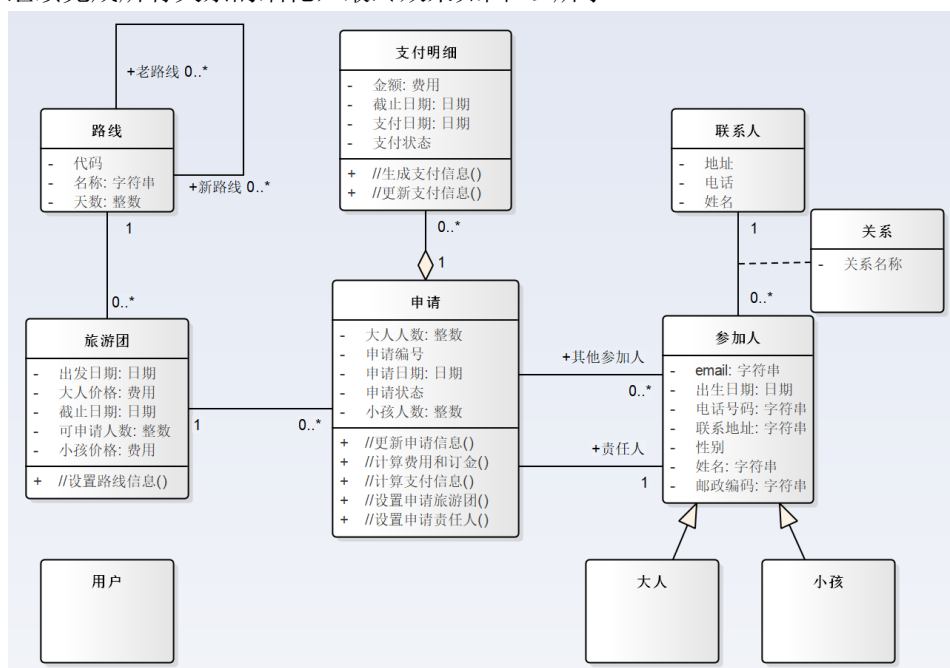 支付明细
- 金额: 费用
- 截止日期: 日期
- 支付日期: 日期
- 支付状态
+ //生成支付信息()
+ //更新支付信息()
+老路线 0..*
路线
- 代码
- 名称: 字符串
- 天数: 整数
+新路线 0..*
联系人
- 地址
- 电话
- 姓名
关系
- 关系名称
1
0..*
0..*
1
1
0..*
旅游团
- 出发日期: 日期
- 大人价格: 费用
- 截止日期: 日期
- 可申请人数: 整数
- 小孩价格: 费用
+ //设置路线信息()
1
0..*
申请
- 大人人数: 整数
- 申请编号
- 申请日期: 日期
- 申请状态
- 小孩人数: 整数
+ //更新申请信息()
+ //计算费用和订金()
+ //计算支付信息()
+ //设置申请旅游团()
+ //设置申请责任人()
+其他参加人
0..*
+责任人
1
参加人
- email: 字符串
- 出生日期: 日期
- 电话号码: 字符串
- 联系地址: 字符串
- 性别
- 姓名: 字符串
- 邮政编码: 字符串
用户
大人
小孩